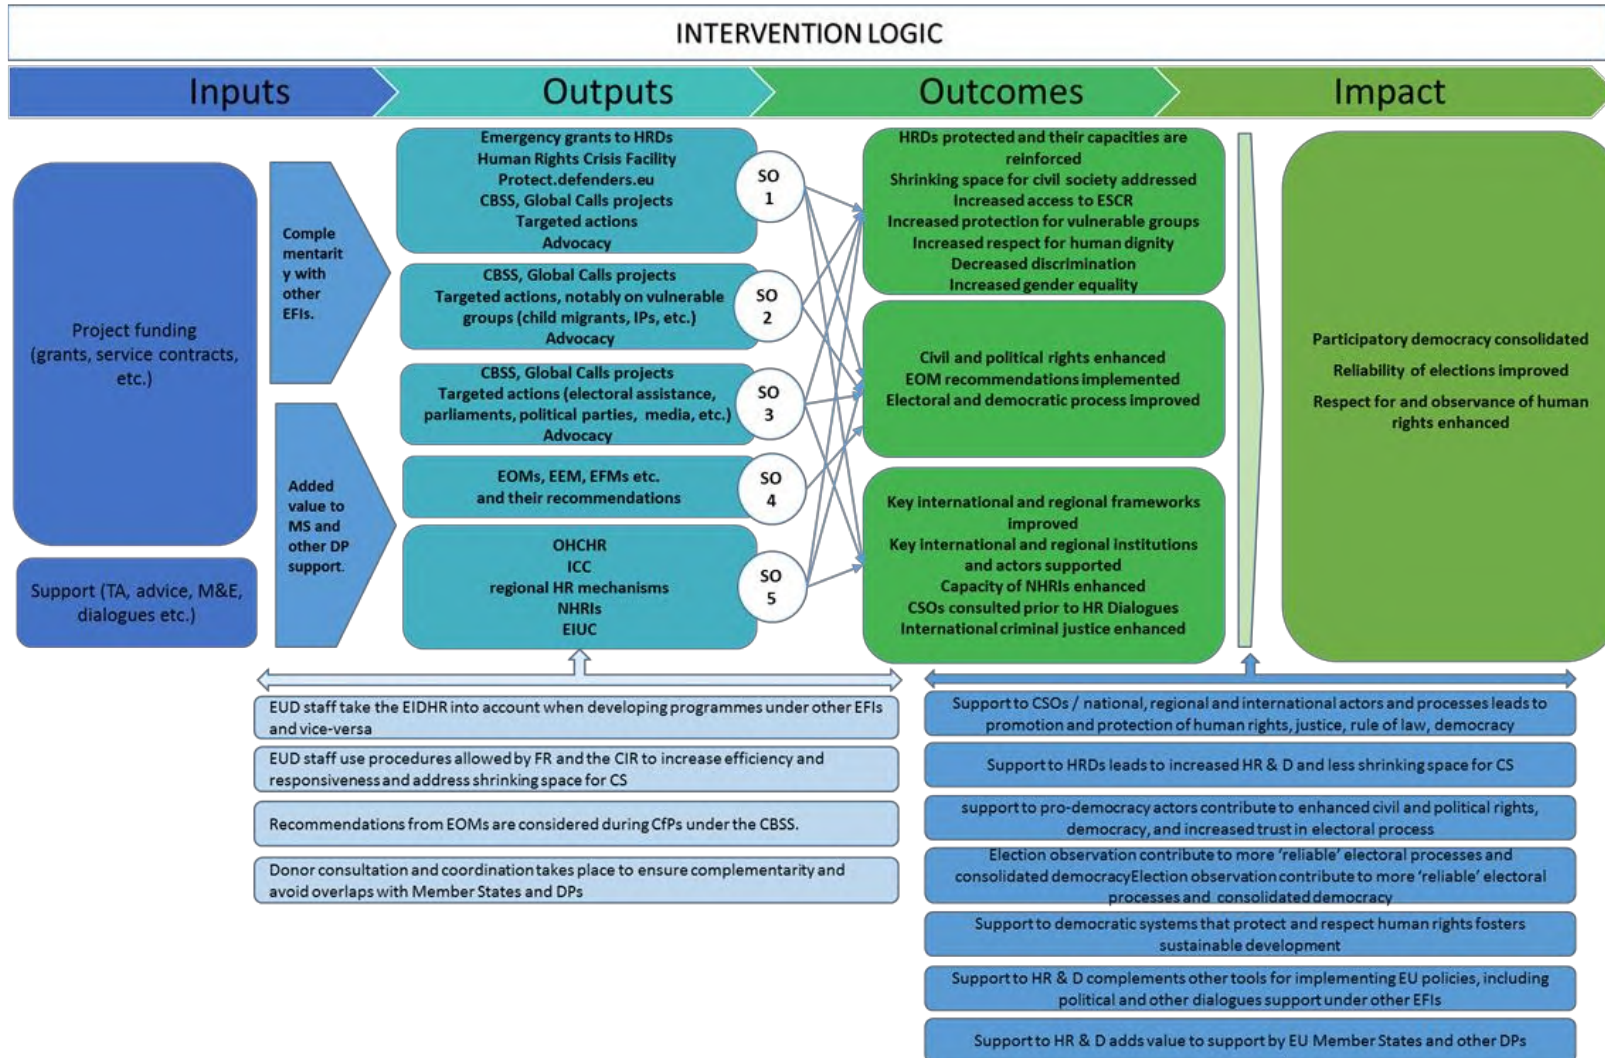 INTERVENTION LOGIC
Inputs
Outputs
Outcomes
Impact
Project funding
(grants, service contracts,
etc.)
Support (TA, advice, M&E,
dialogues etc.)
Comple
mentarit
y with
other
EFIs.
Added
value to
MS and
other DP
support.
Emergency grants to HRDs
Human Rights Crisis Facility
Protect.defenders.eu
CBSS, Global Calls projects
Targeted actions
Advocacy
SO
1
CBSS, Global Calls projects
Targeted actions, notably on vulnerable
groups (child migrants, IPs, etc.)
Advocacy
SO
2
CBSS, Global Calls projects
Targeted actions (electoral assistance,
parliaments, political parties, media, etc.)
Advocacy
SO
3
EOMs, EEM, EFMs etc.
and their recommendations
SO
4
OHCHR
ICC
regional HR mechanisms
NHRIs
EIUC
SO
5
HRDs protected and their capacities are
reinforced
Shrinking space for civil society addressed
Increased access to ESCR
Increased protection for vulnerable groups
Increased respect for human dignity
Decreased discrimination
Increased gender equality
Civil and political rights enhanced
EOM recommendations implemented
Electoral and democratic process improved
Key international and regional frameworks
improved
Key international and regional institutions
and actors supported
Capacity of NHRIs enhanced
CSOs consulted prior to HR Dialogues
International criminal justice enhanced
Participatory democracy consolidated
Reliability of elections improved
Respect for and observance of human
rights enhanced
EUD staff take the EIDHR into account when developing programmes under other EFIs
and vice-versa
EUD staff use procedures allowed by FR and the CIR to increase efficiency and
responsiveness and address shrinking space for CS
Recommendations from EOMs are considered during CfPs under the CBSS.
Donor consultation and coordination takes place to ensure complementarity and
avoid overlaps with Member States and DPs
Support to CSOs / national, regional and international actors and processes leads to
promotion and protection of human rights, justice, rule of law, democracy
Support to HRDs leads to increased HR & D and less shrinking space for CS
support to pro-democracy actors contribute to enhanced civil and political rights,
democracy, and increased trust in electoral process
Election observation contribute to more ‘reliable’ electoral processes and
consolidated democracyElection observation contribute to more ‘reliable’ electoral
processes and consolidated democracy
Support to democratic systems that protect and respect human rights fosters
sustainable development
Support to HR & D complements other tools for implementing EU policies, including
political and other dialogues support under other EFIs
Support to HR & D adds value to support by EU Member States and other DPs